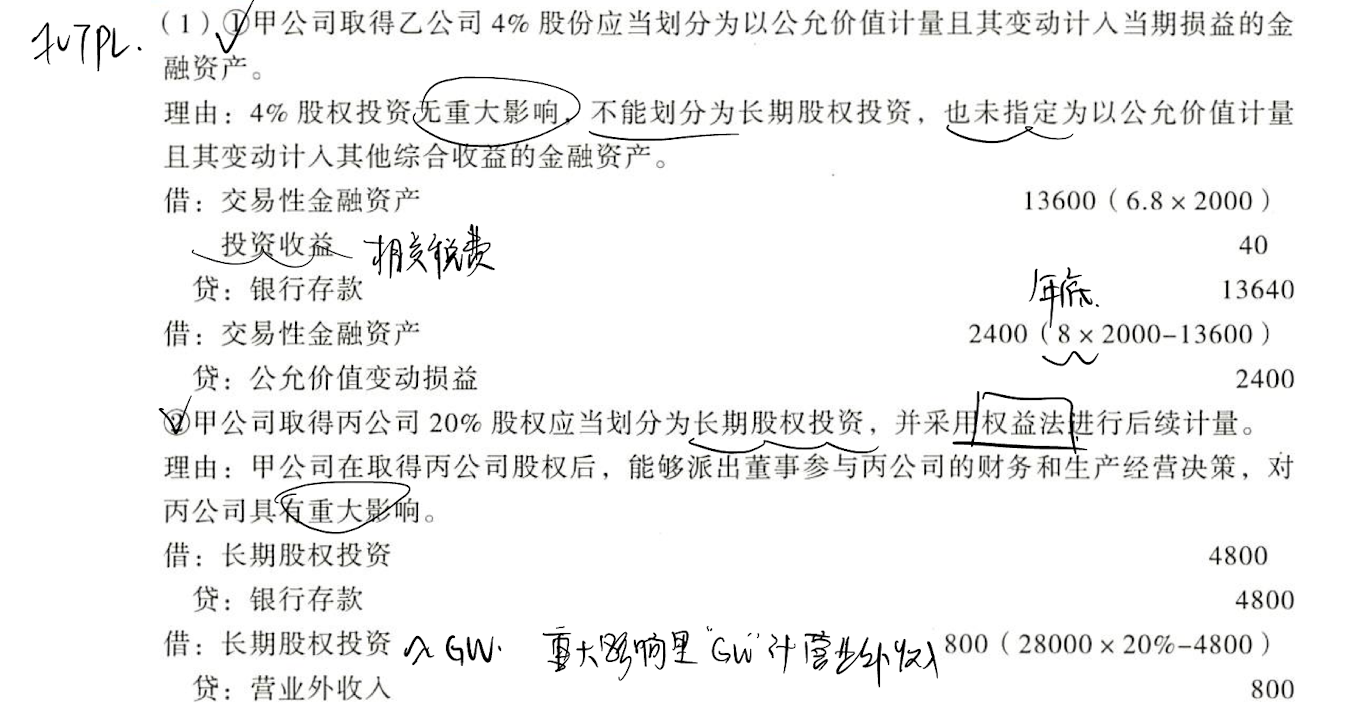 FVTPL.
(1)①甲公司取得乙公司4%股份应当划分为以公允价值计量且其变动计入当期损益的金
融资产。
理由：4%股权投资无重大影响，不能划分为长期股权投资，也未指定为以公允价值计量
且其变动计入其他综合收益的金融资产。
借：交易性金融资产 13600（6.8×2000）
投资收益 相关税费 40
贷：银行存款 13640
年底.
借：交易性金融资产 2400（8×2000-13600）
贷：公允价值变动损益 2400
②甲公司取得丙公司20%股权应当划分为长期股权投资，并采用权益法进行后续计量。
理由：甲公司在取得丙公司股权后，能够派出董事参与丙公司的财务和生产经营决策，对
丙公司具有重大影响。
借：长期股权投资 4800
贷：银行存款 4800
借：长期股权投资 GW. 重大影响里“GW”计营业外收入 800（28000×20%-4800）
贷：营业外收入 800